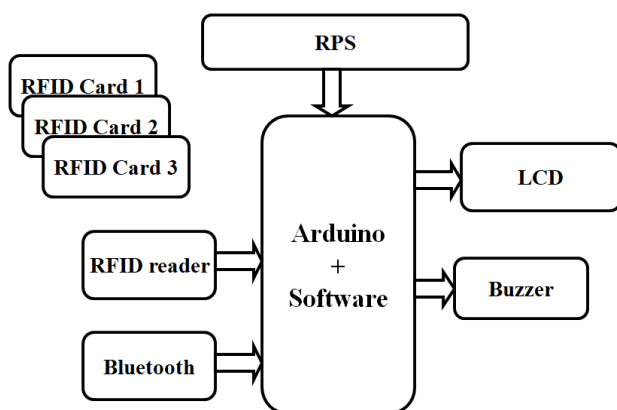 RPS
RFID Card 1
RFID Card 2
RFID Card 3
LCD
Arduino
+
Software
RFID reader
Buzzer
Bluetooth